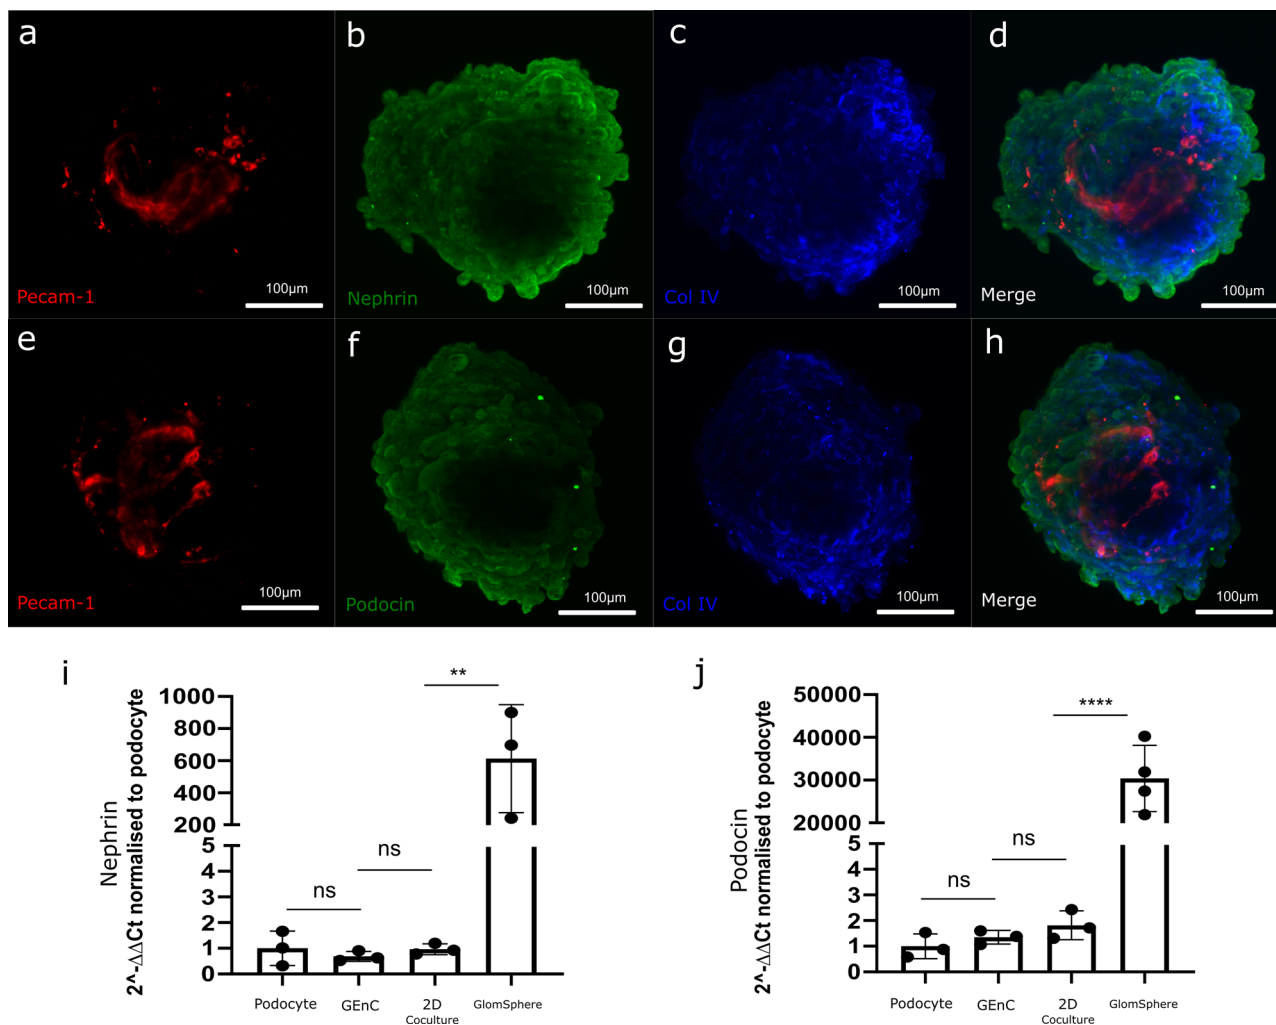 a
b
c
d
Pecam-1
100µm
Nephrin
100µm
Col IV
100µm
Merge
100µm
e
f
g
h
Pecam-1
100µm
Podocin
100µm
Col IV
100µm
Merge
100µm
i
Nephrin
2^-ΔΔCt normalised to podocyte
1000
800
600
400
200
5
4
3
2
1
0
ns
ns
**
Podocyte
GEnC
2D
Coculture
GlomSphere
j
Podocin
2^-ΔΔCt normalised to podocyte
50000
40000
30000
20000
10000
5
4
3
2
1
0
ns
ns
****
Podocyte
GEnC
2D
Coculture
GlomSphere